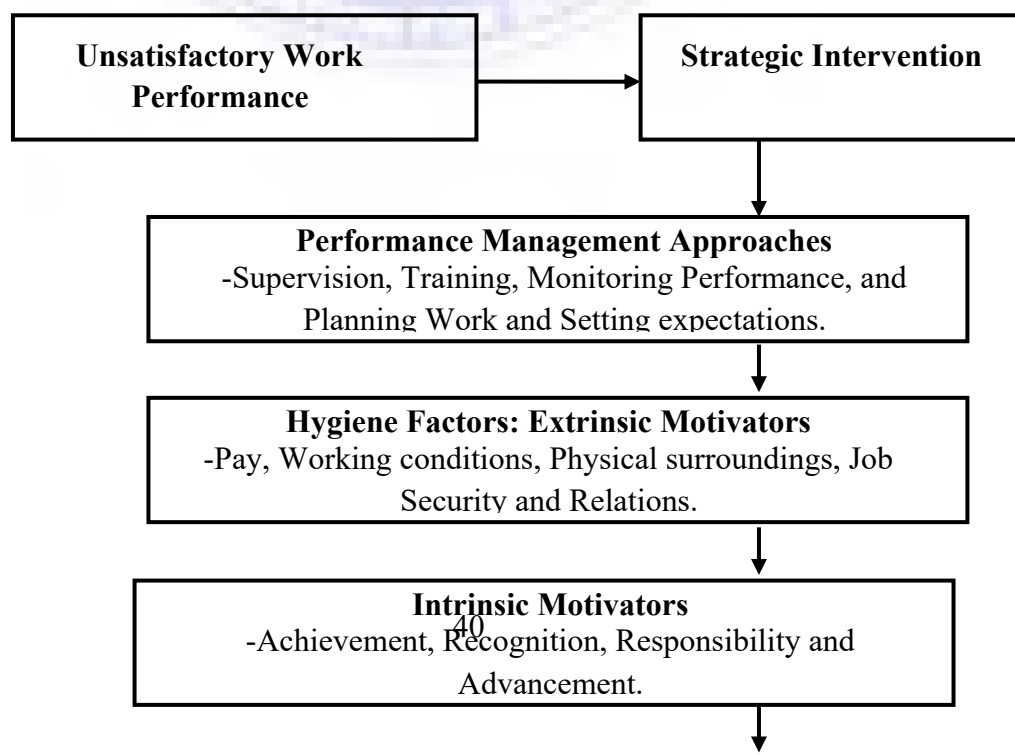 Unsatisfactory Work
Performance
Strategic Intervention
Performance Management Approaches
-Supervision, Training, Monitoring Performance, and
Planning Work and Setting expectations.
Hygiene Factors: Extrinsic Motivators
-Pay, Working conditions, Physical surroundings, Job
Security and Relations.
Intrinsic Motivators
40
-Achievement, Recognition, Responsibility and
Advancement.